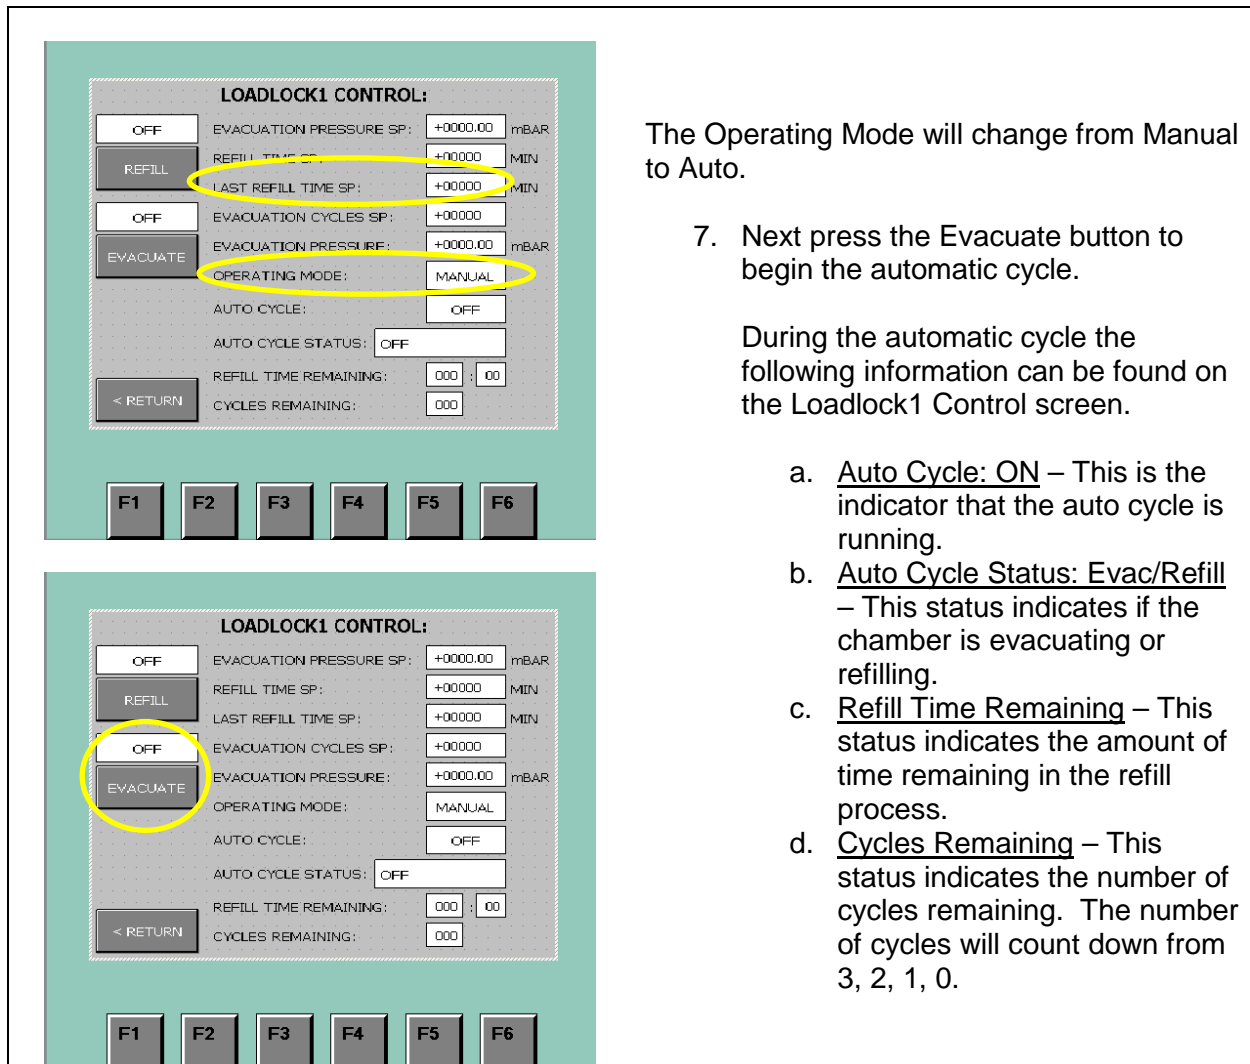 LOADLOCK1 CONTROL:
OFF EVACUATION PRESSURE SP: +0000.00 mBAR
REFILL REFILL TIME SP: +00000 MIN
LAST REFILL TIME SP: +00000 MIN
OFF EVACUATION CYCLES SP: +00000
EVACUATE EVACUATION PRESSURE: +0000.00 mBAR
OPERATING MODE: MANUAL
AUTO CYCLE: OFF
AUTO CYCLE STATUS: OFF
REFILL TIME REMAINING: 000 : 00
< RETURN CYCLES REMAINING: 000
F1 F2 F3 F4 F5 F6
LOADLOCK1 CONTROL:
OFF EVACUATION PRESSURE SP: +0000.00 mBAR
REFILL REFILL TIME SP: +00000 MIN
LAST REFILL TIME SP: +00000 MIN
OFF EVACUATION CYCLES SP: +00000
EVACUATE EVACUATION PRESSURE: +0000.00 mBAR
OPERATING MODE: MANUAL
AUTO CYCLE: OFF
AUTO CYCLE STATUS: OFF
REFILL TIME REMAINING: 000 : 00
< RETURN CYCLES REMAINING: 000
F1 F2 F3 F4 F5 F6
The Operating Mode will change from Manual
to Auto.
7. Next press the Evacuate button to
begin the automatic cycle.
During the automatic cycle the
following information can be found on
the Loadlock1 Control screen.
a. Auto Cycle: ON – This is the
indicator that the auto cycle is
running.
b. Auto Cycle Status: Evac/Refill
– This status indicates if the
chamber is evacuating or
refilling.
c. Refill Time Remaining – This
status indicates the amount of
time remaining in the refill
process.
d. Cycles Remaining – This
status indicates the number of
cycles remaining.  The number
of cycles will count down from
3, 2, 1, 0.